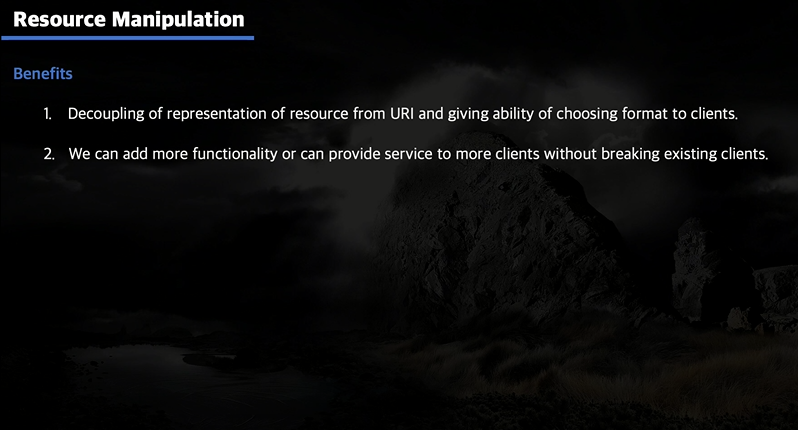 Resource Manipulation
Benefits
1. Decoupling of representation of resource from URI and giving ability of choosing format to clients.
2. We can add more functionality or can provide service to more clients without breaking existing clients.